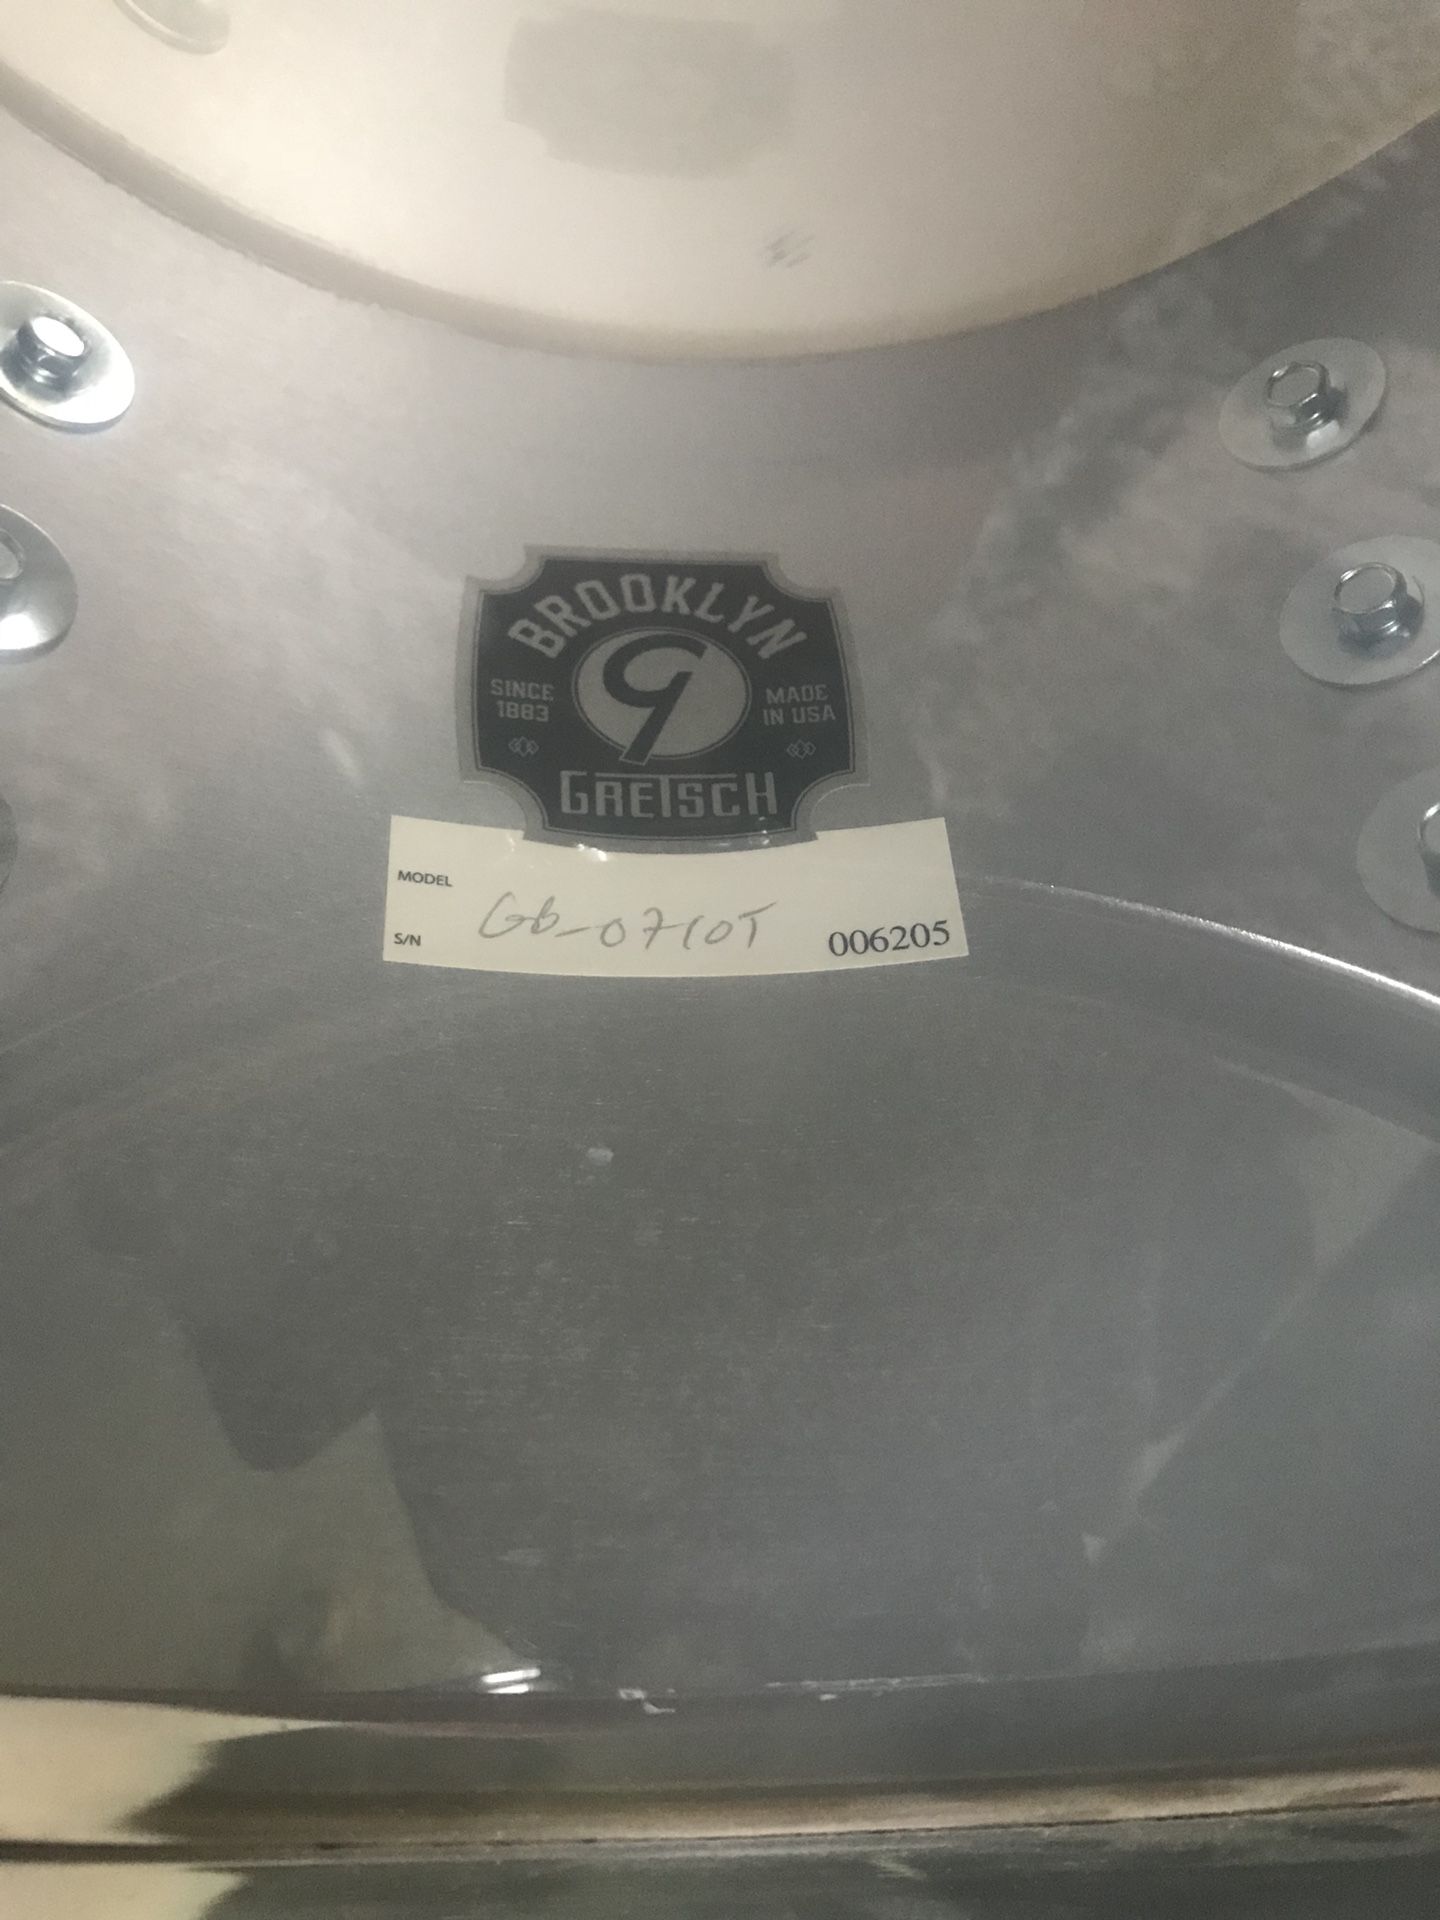 BROOKLYN
SINCE
1883
G
MADE
IN USA
GRETSCH
MODEL
GB-0710T
S/N
006205